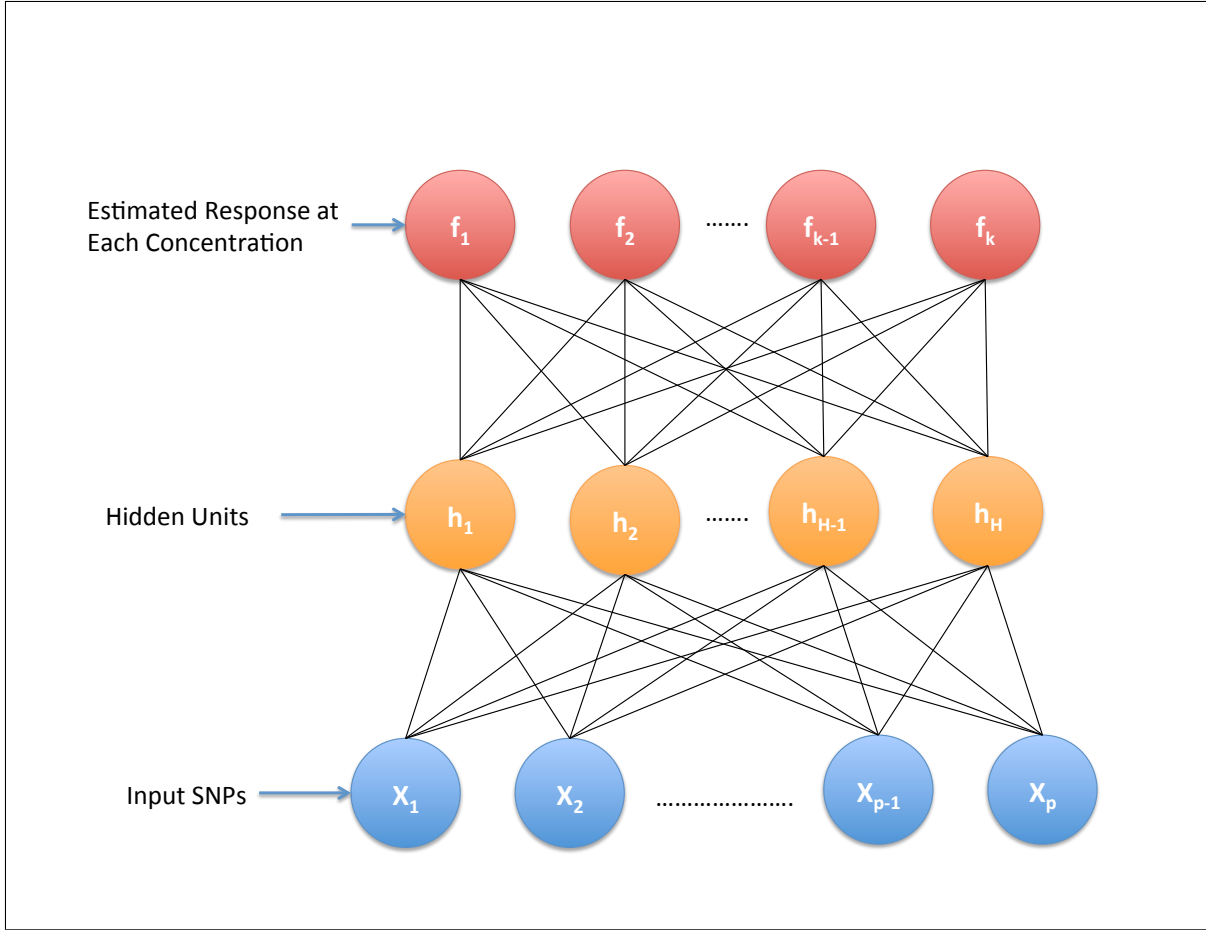 Estimated Response at
Each Concentration
f1 f2 ....... fk-1 fk
Hidden Units
h1 h2 ....... hH-1 hH
Input SNPs
X1 X2 ...................... Xp-1 Xp